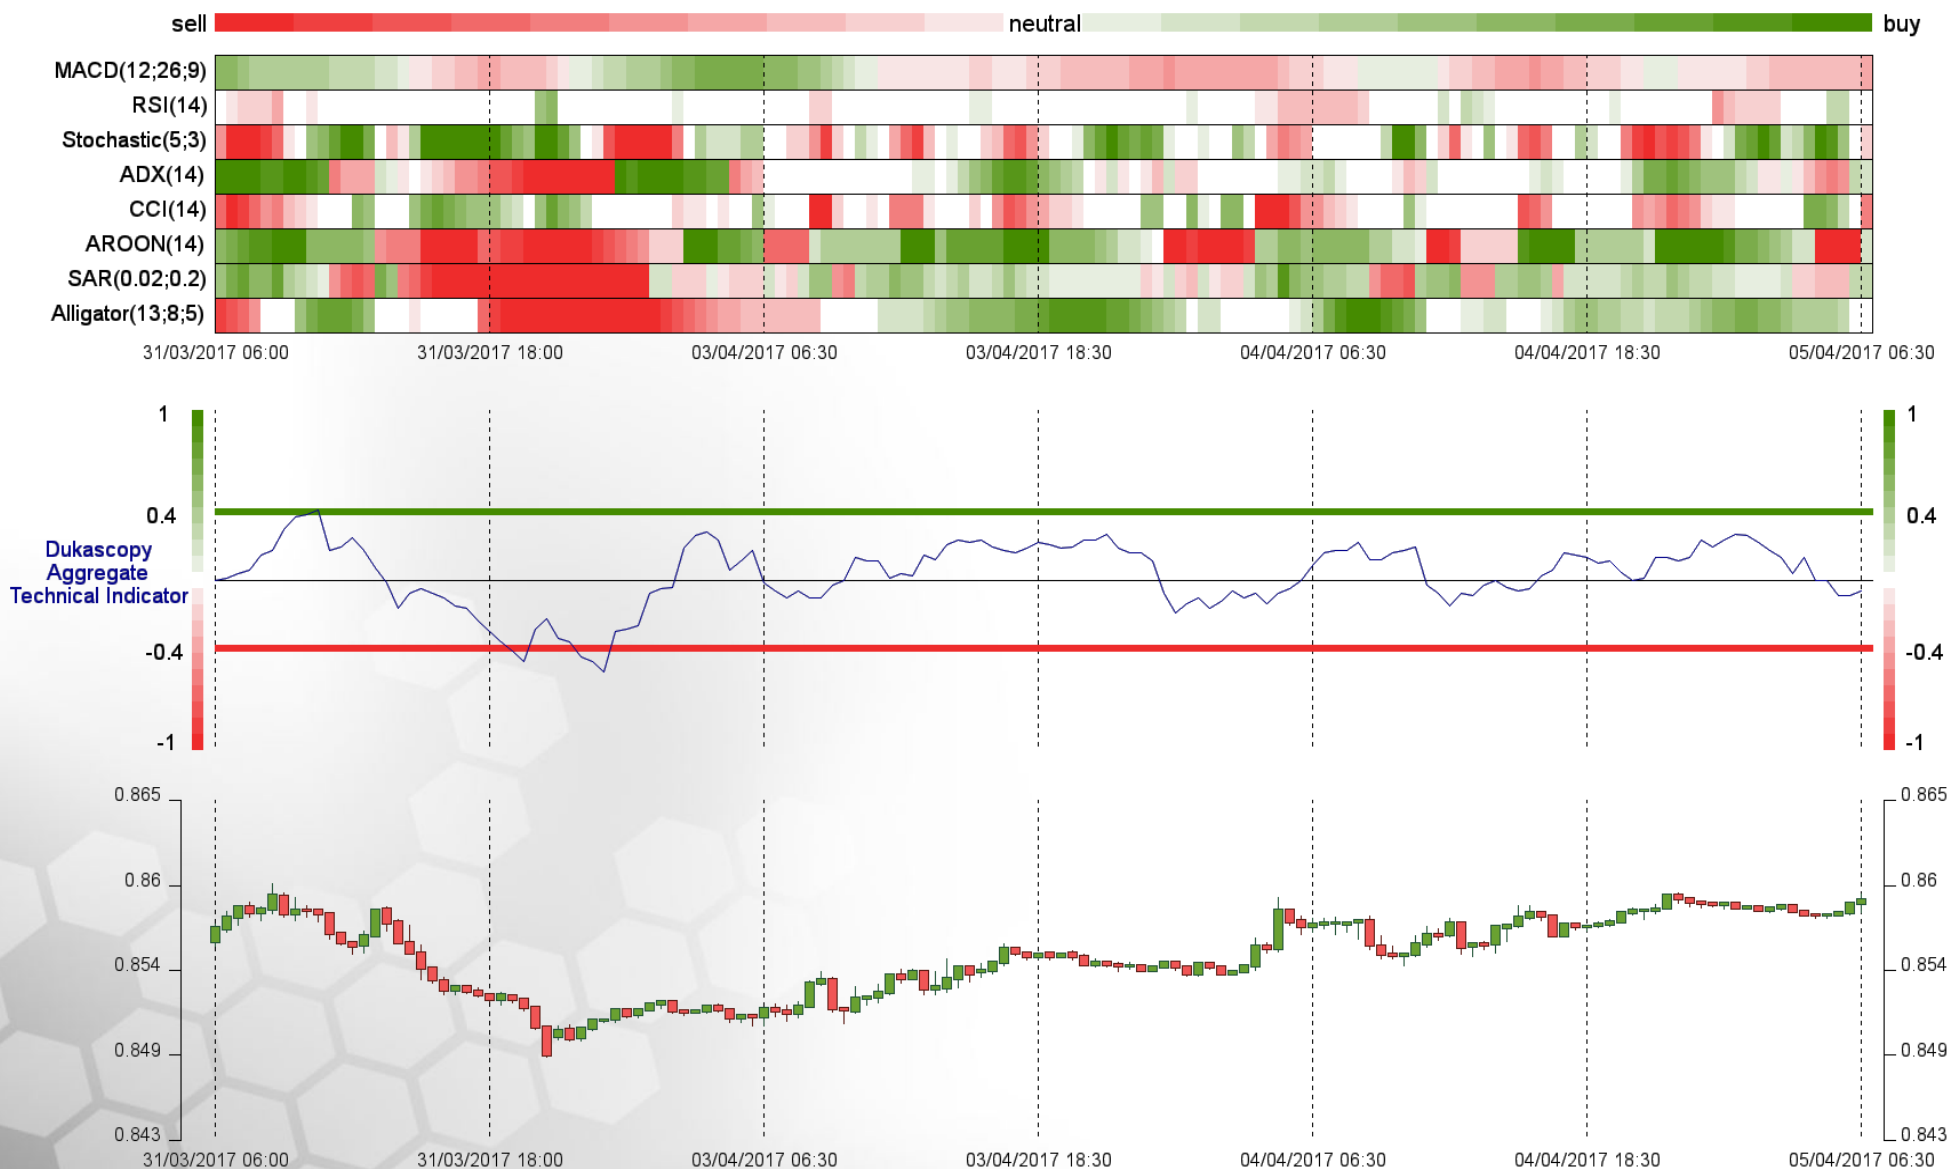 sell neutral buy
MACD(12;26;9)
RSI(14)
Stochastic(5;3)
ADX(14)
CCI(14)
AROON(14)
SAR(0.02;0.2)
Alligator(13;8;5)
31/03/2017 06:00 31/03/2017 18:00 03/04/2017 06:30 03/04/2017 18:30 04/04/2017 06:30 04/04/2017 18:30 05/04/2017 06:30
1 1
0.4 0.4
Dukascopy
Aggregate
Technical Indicator
-0.4 -0.4
-1 -1
0.865 0.865
0.86 0.86
0.854 0.854
0.849 0.849
0.843 0.843
31/03/2017 06:00 31/03/2017 18:00 03/04/2017 06:30 03/04/2017 18:30 04/04/2017 06:30 04/04/2017 18:30 05/04/2017 06:30